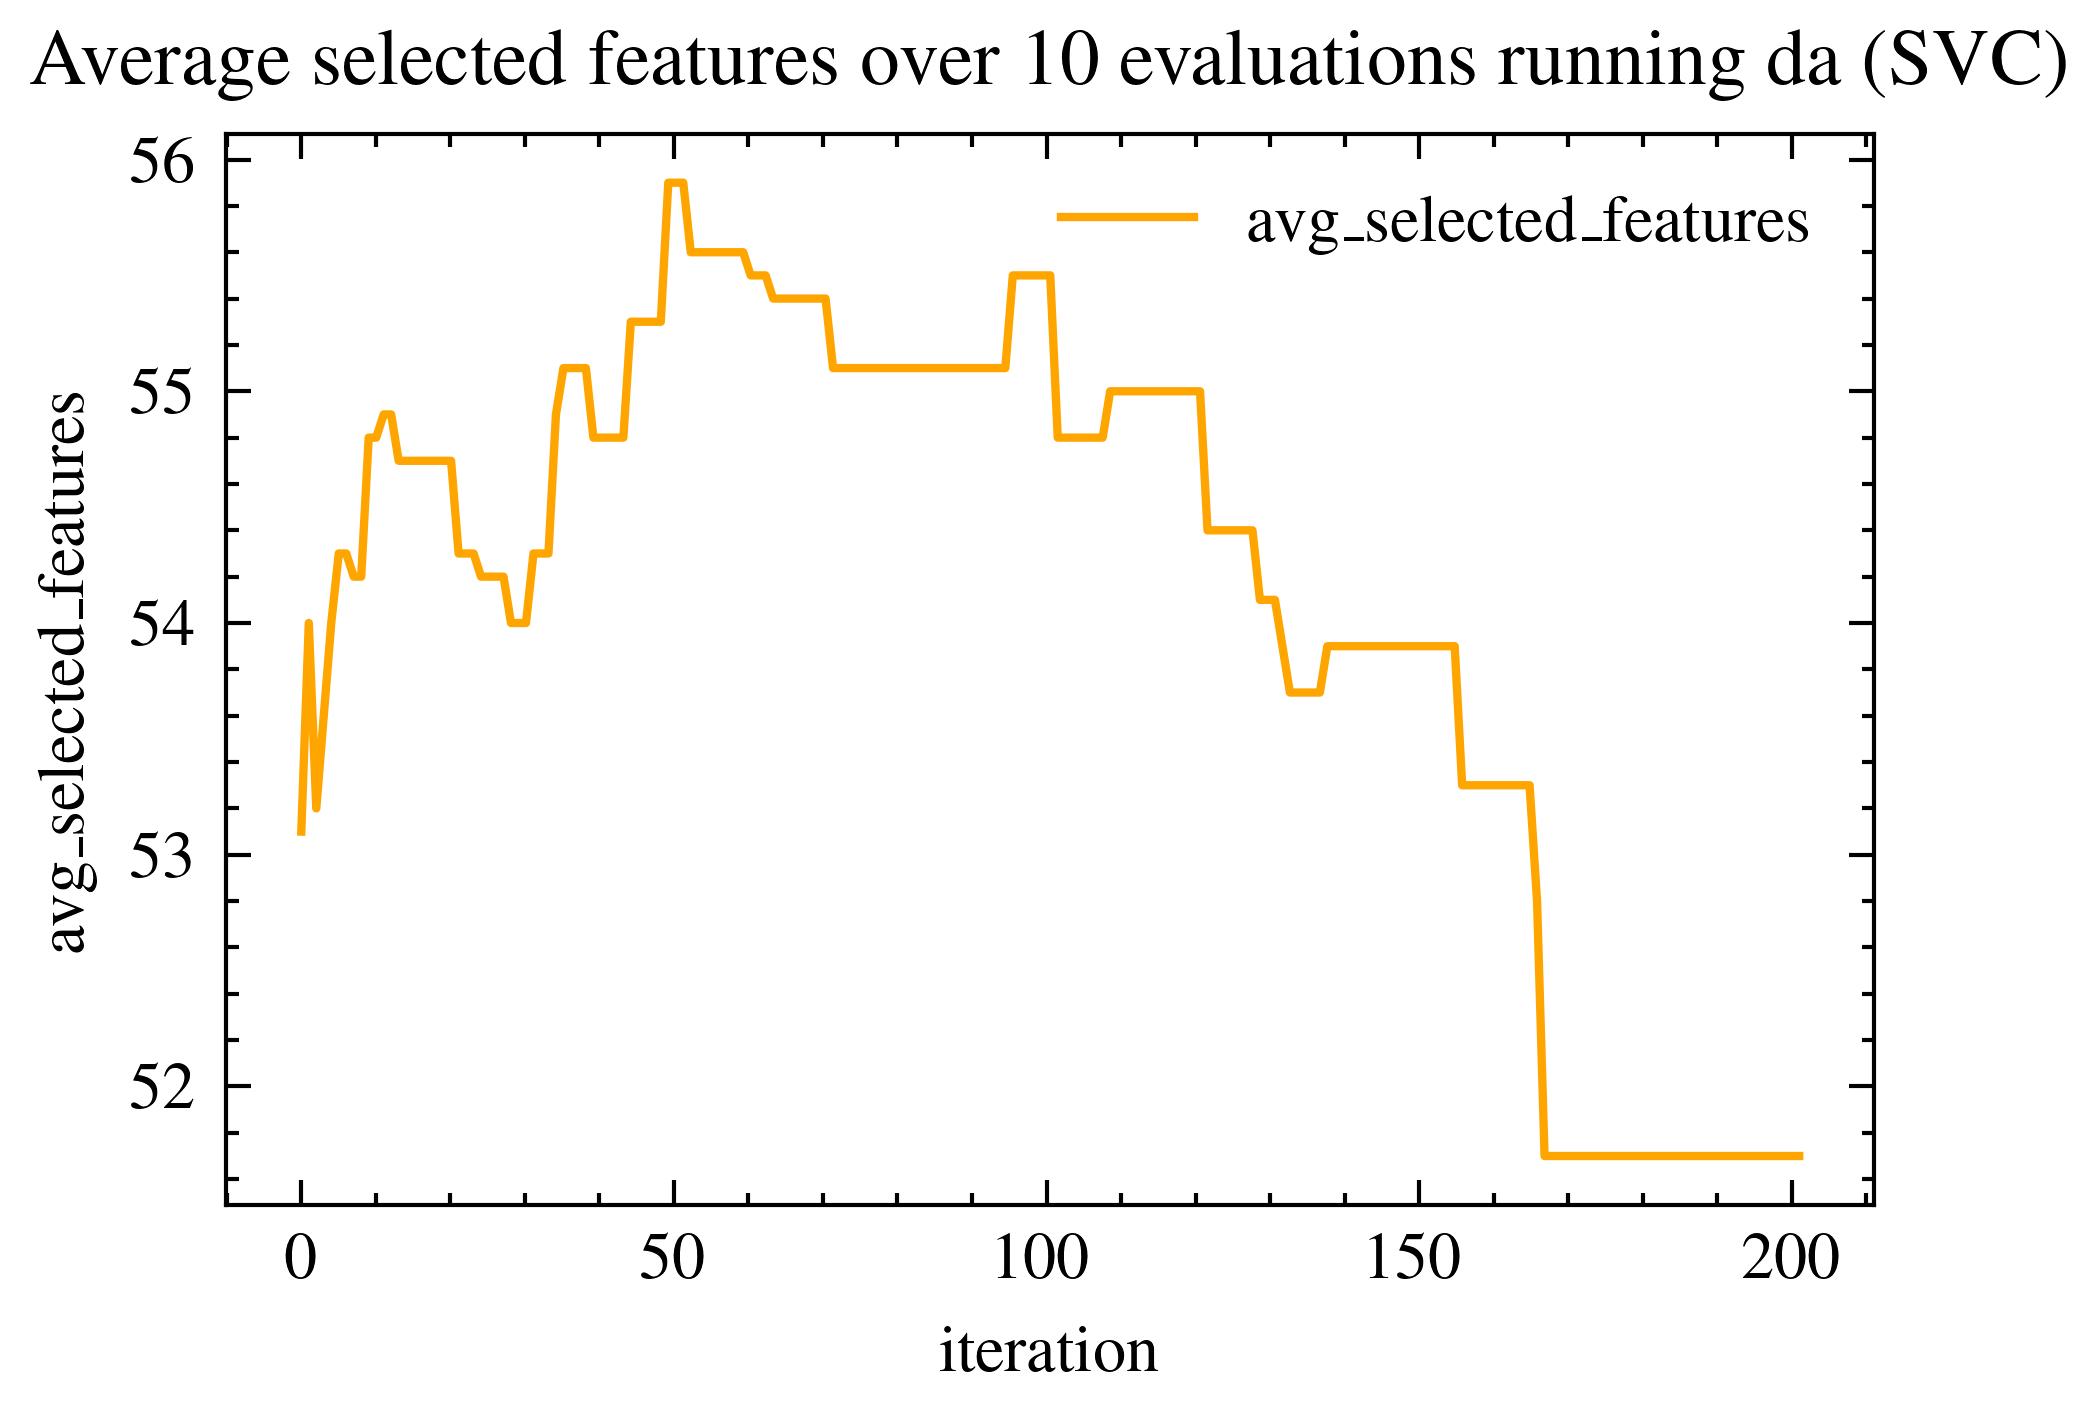 Average selected features over 10 evaluations running da (SVC)
avg_selected_features
56
55
54
53
52
avg_selected_features
0 50 100 150 200
iteration